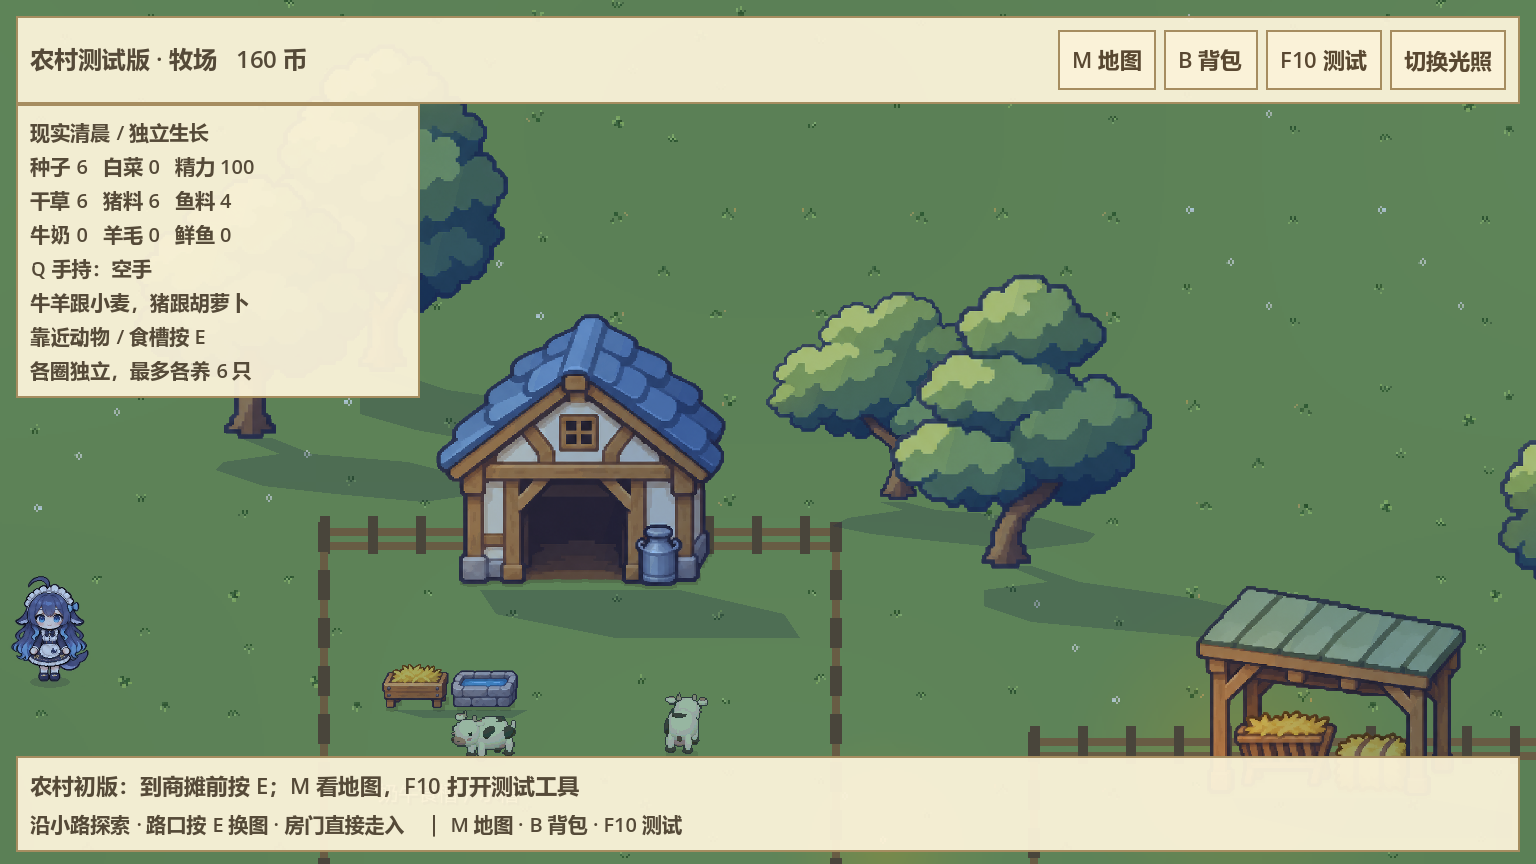 农村测试版 · 牧场 160 币
M 地图 B 背包 F10 测试 切换光照
现实清晨 / 独立生长
种子 6 白菜 0 精力 100
干草 6 猪料 6 鱼料 4
牛奶 0 羊毛 0 鲜鱼 0
Q 手持：空手
牛羊跟小麦，猪跟胡萝卜
靠近动物 / 食槽按 E
各圈独立，最多各养 6 只
农村初版：到商摊前按 E；M 看地图，F10 打开测试工具
沿小路探索 · 路口按 E 换图 · 房门直接走入 | M 地图 · B 背包 · F10 测试